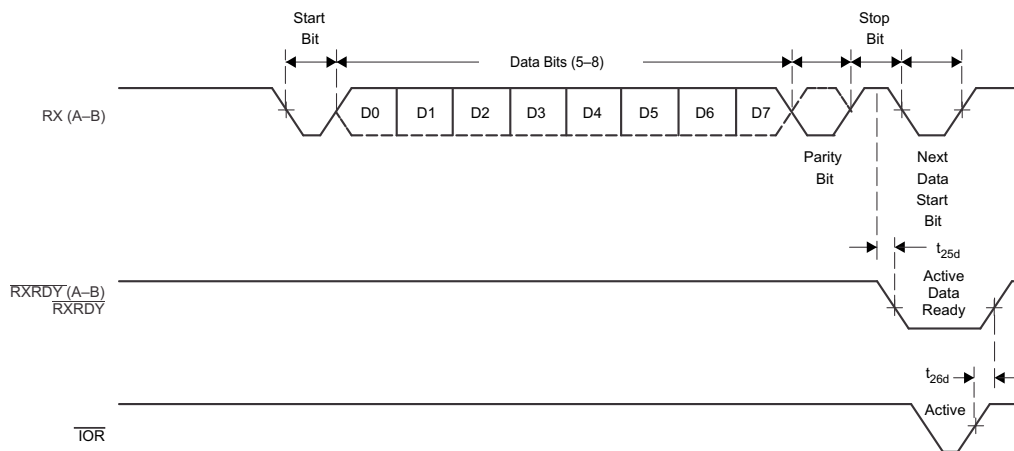 Start
Bit
Stop
Bit
Data Bits (5–8)
RX (A–B)
D0 D1 D2 D3 D4 D5 D6 D7
Parity
Bit
Next
Data
Start
Bit
t25d
RXRDY (A–B)
RXRDY
Active
Data
Ready
t26d
Active
IOR